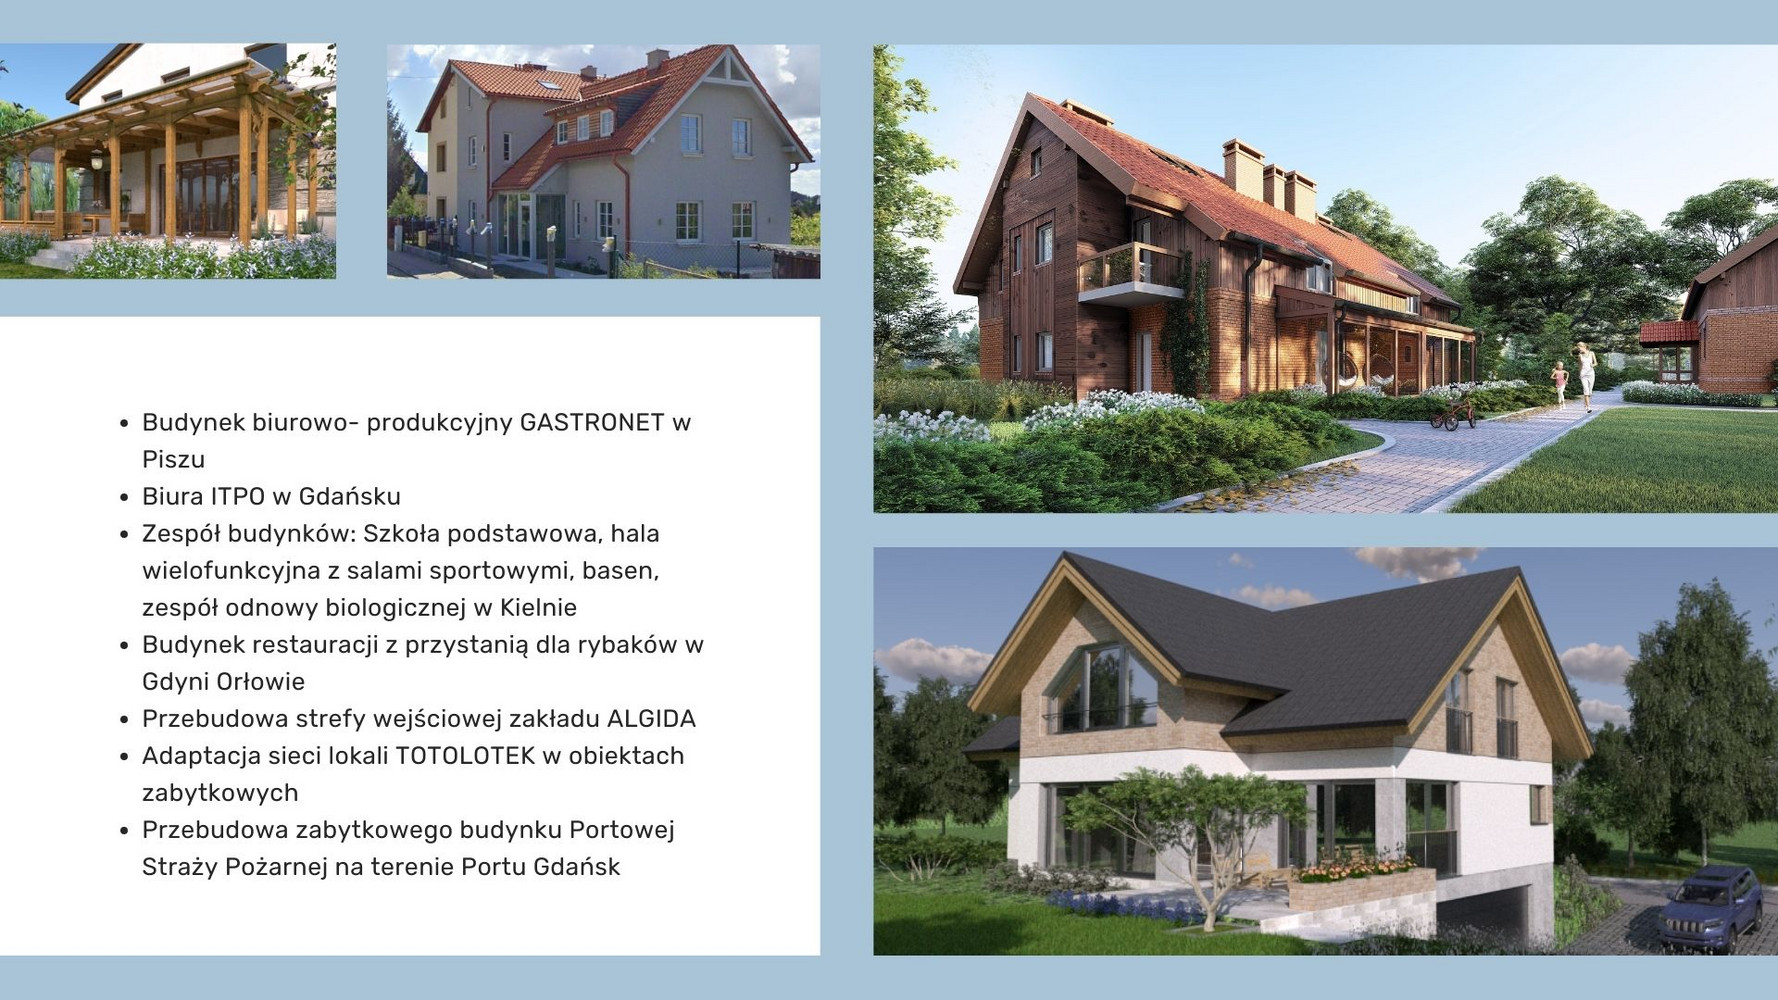 • Budynek biurowo- produkcyjny GASTRONET w
Piszu
• Biura ITPO w Gdańsku
• Zespół budynków: Szkoła podstawowa, hala
wielofunkcyjna z salami sportowymi, basen,
zespół odnowy biologicznej w Kielnie
• Budynek restauracji z przystanią dla rybaków w
Gdyni Orłowie
• Przebudowa strefy wejściowej zakładu ALGIDA
• Adaptacja sieci lokali TOTOLOTEK w obiektach
zabytkowych
• Przebudowa zabytkowego budynku Portowej
Straży Pożarnej na terenie Portu Gdańsk